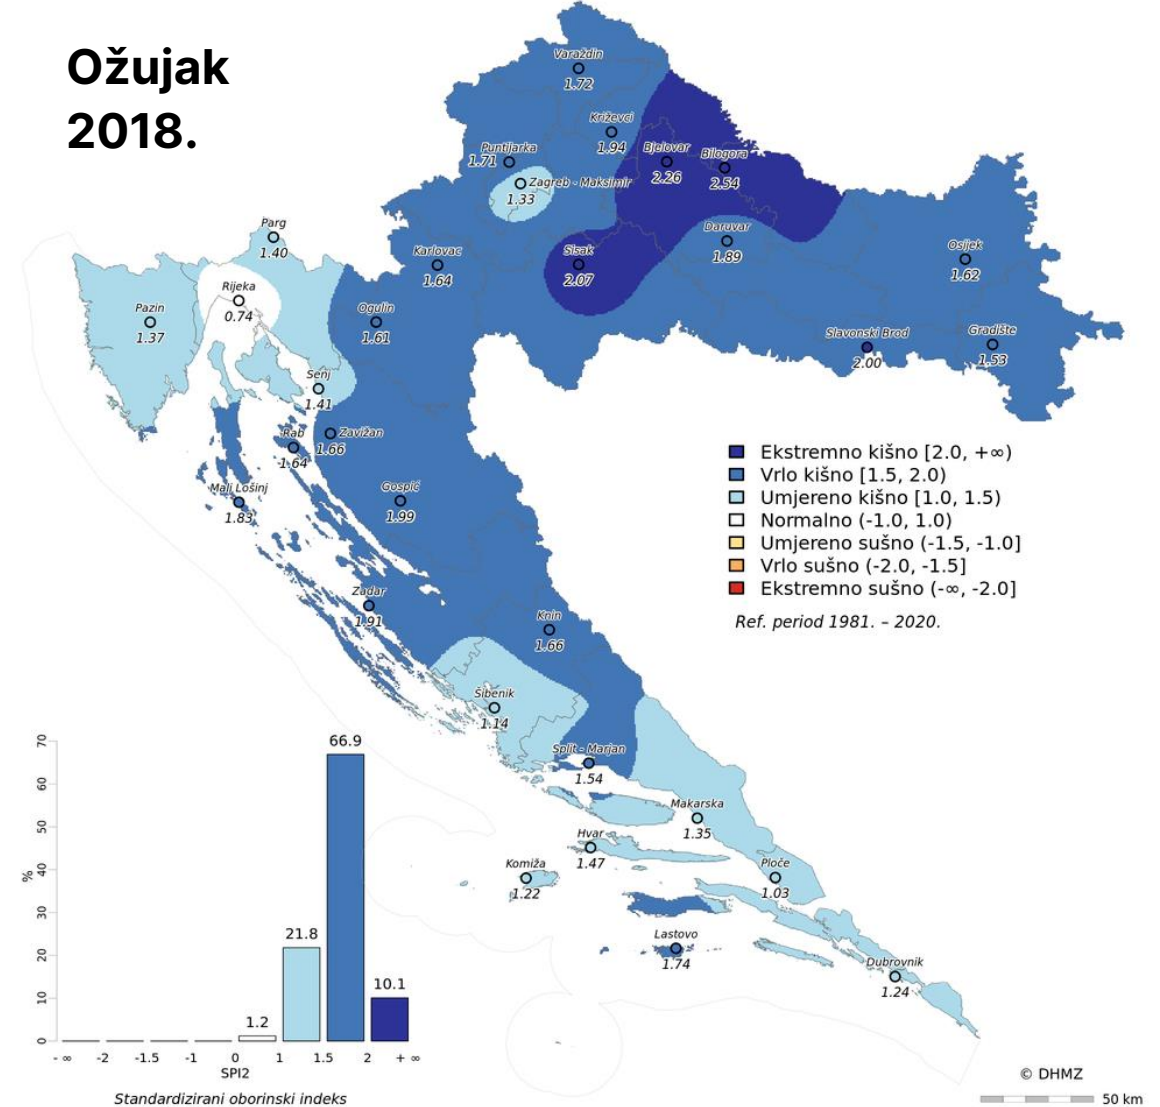 Ožujak
2018.
Varaždin
1.72
Križevci
1.94
Puntijarka
1.71
Bjelovar
2.26
Bilogora
2.54
Zagreb - Maksimir
1.33
Parg
1.40
Karlovac
1.64
Sisak
2.07
Daruvar
1.89
Osijek
1.62
Rijeka
0.74
Pazin
1.37
Ogulin
1.61
Slavonski Brod
2.00
Gradište
1.53
Senj
1.41
Rab
1.64
Zavižan
1.66
Mali Lošinj
1.83
Gospić
1.99
Ekstremno kišno [2.0, +∞)
Vrlo kišno [1.5, 2.0)
Umjereno kišno [1.0, 1.5)
Normalno (-1.0, 1.0)
Umjereno sušno (-1.5, -1.0]
Vrlo sušno (-2.0, -1.5]
Ekstremno sušno (-∞, -2.0]
Ref. period 1981. – 2020.
Zadar
1.91
Knin
1.66
Šibenik
1.14
Split - Marjan
1.54
Makarska
1.35
Hvar
1.47
Komiža
1.22
Ploče
1.03
Lastovo
1.74
Dubrovnik
1.24
70
60
50
40
30
20
10
0
%
66.9
21.8
10.1
1.2
- ∞ -2 -1.5 -1 0 1 1.5 2 + ∞
SPI2
Standardizirani oborinski indeks
© DHMZ
50 km